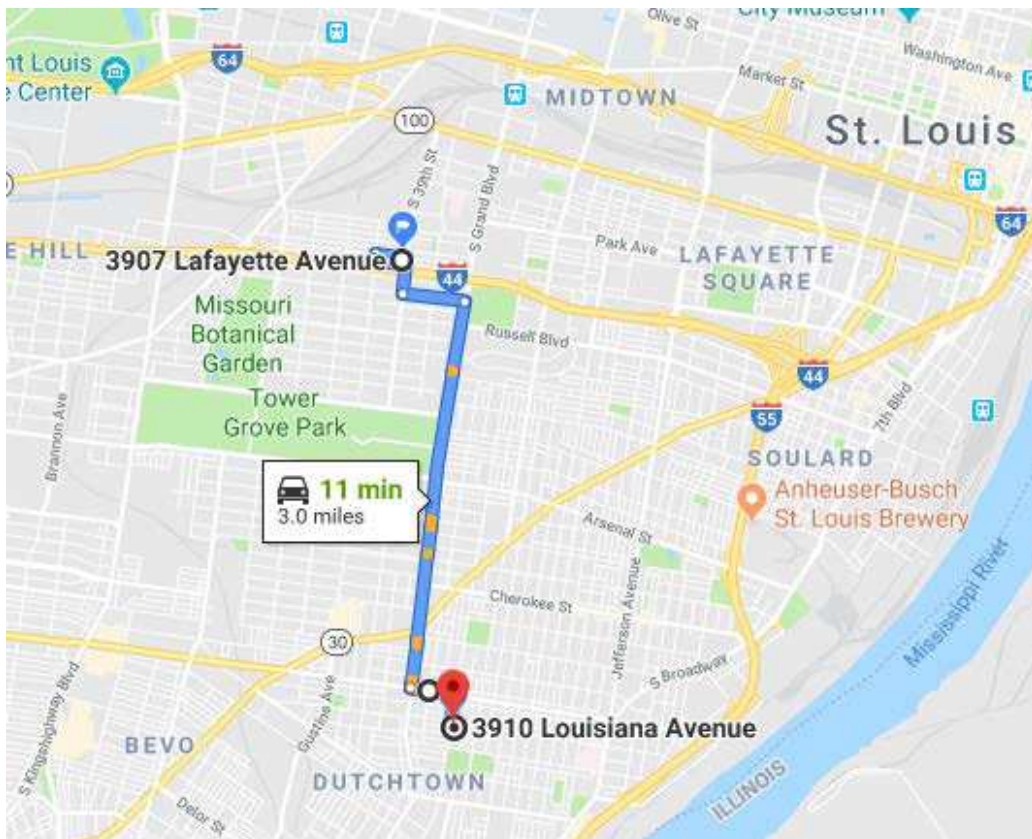 Olive St
City Museum
Washington Ave
nt Louis
e Center
64
Market St
MIDTOWN
100
St. Louis
S 39th St
S Grand Blvd
64
Park Ave
E HILL
3907 Lafayette Avenue
LAFAYETTE
SQUARE
44
Missouri
Botanical
Garden
Russell Blvd
44
Tower
Grove Park
55
7th Blvd
Brannon Ave
SOULARD
11 min
3.0 miles
Anheuser-Busch
St. Louis Brewery
Arsenal St
Mississippi River
Cherokee St
Jefferson Avenue
30
S Broadway
3910 Louisiana Avenue
S Kingshighway Blvd
Gustine Ave
BEVO
DUTCHTOWN
ILLINOIS
Delor St